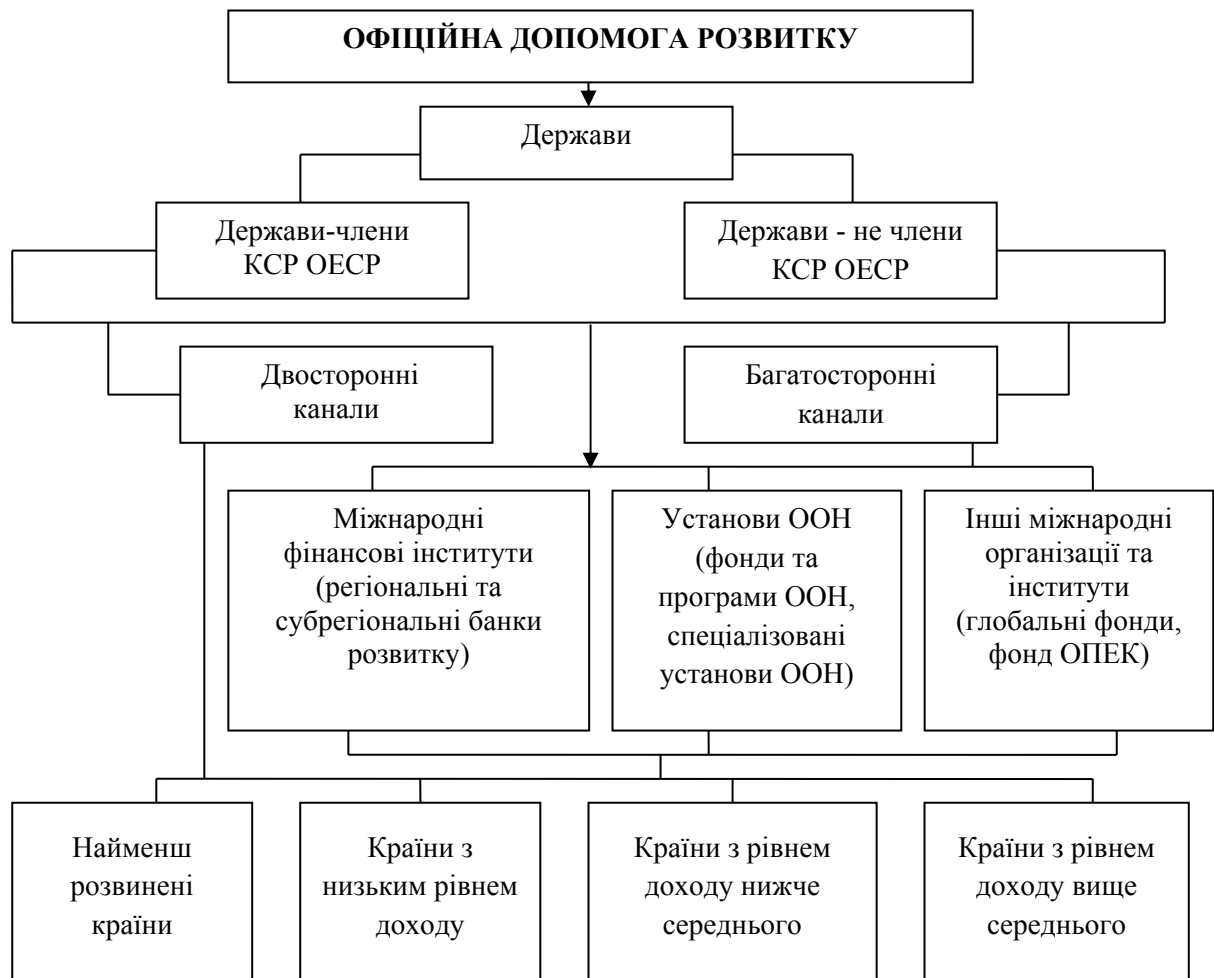 ОФІЦІЙНА ДОПОМОГА РОЗВИТКУ
Держави
Держави-члени
КСР ОЕСР
Держави - не члени
КСР ОЕСР
Двосторонні
канали
Багатосторонні
канали
Міжнародні
фінансові інститути
(регіональні та
субрегіональні банки
розвитку)
Установи ООН
(фонди та
програми ООН,
спеціалізовані
установи ООН)
Інші міжнародні
організації та
інститути
(глобальні фонди,
фонд ОПЕК)
Найменш
розвинені
країни
Країни з
низьким рівнем
доходу
Країни з рівнем
доходу нижче
середнього
Країни з рівнем
доходу вище
середнього